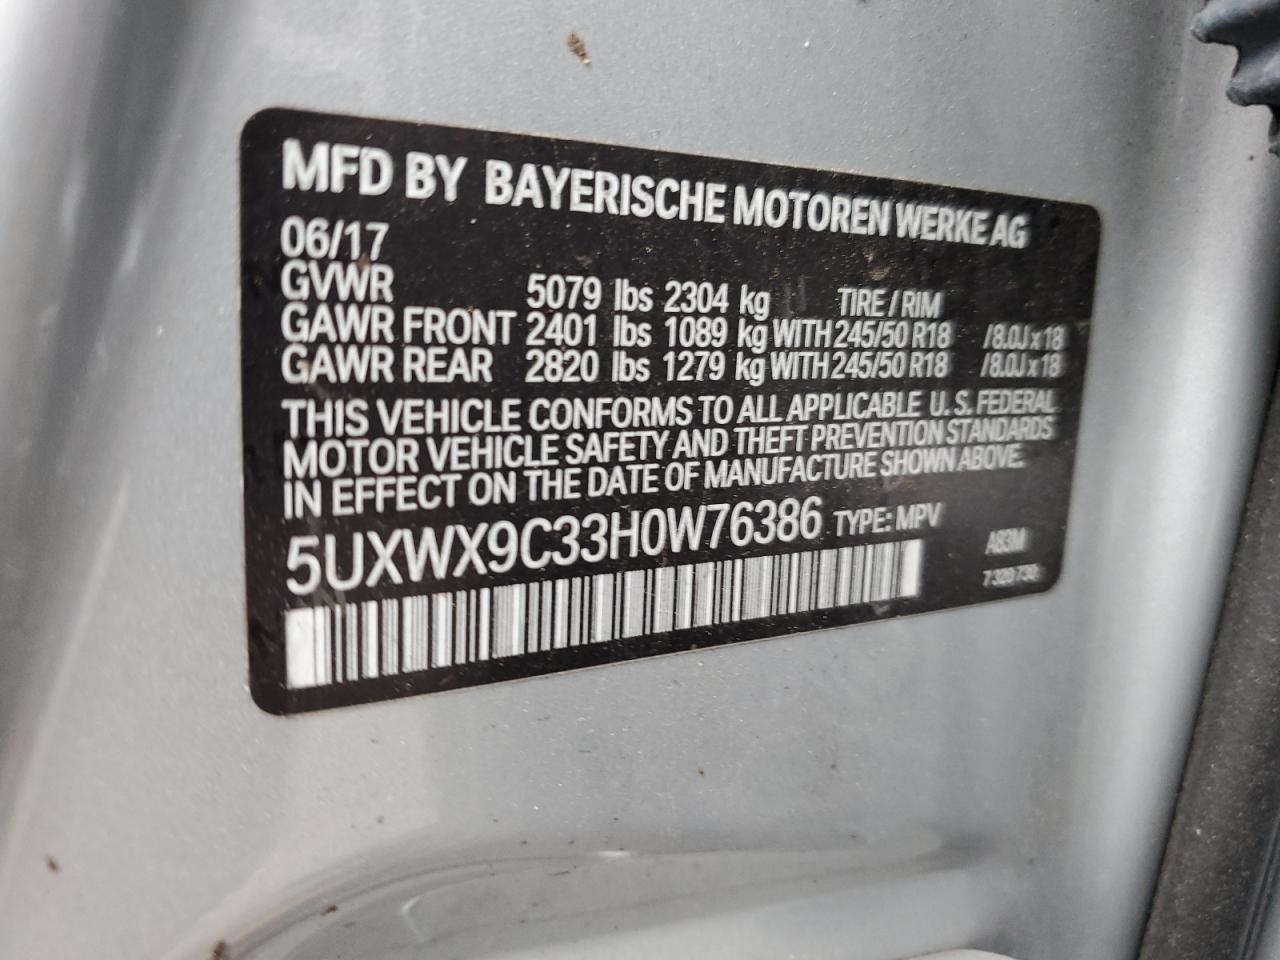 MFD BY BAYERISCHE MOTOREN WERKE AG
06/17
GVWR 5079 lbs 2304 kg TIRE / RIM
GAWR FRONT 2401 lbs 1089 kg WITH 245/50 R18 /8.0J x 18
GAWR REAR 2820 lbs 1279 kg WITH 245/50 R18 /8.0J x 18
THIS VEHICLE CONFORMS TO ALL APPLICABLE U.S. FEDERAL
MOTOR VEHICLE SAFETY AND THEFT PREVENTION STANDARDS
IN EFFECT ON THE DATE OF MANUFACTURE SHOWN ABOVE.
5UXWX9C33H0W76386 TYPE: MPV
A83M
7 320 730